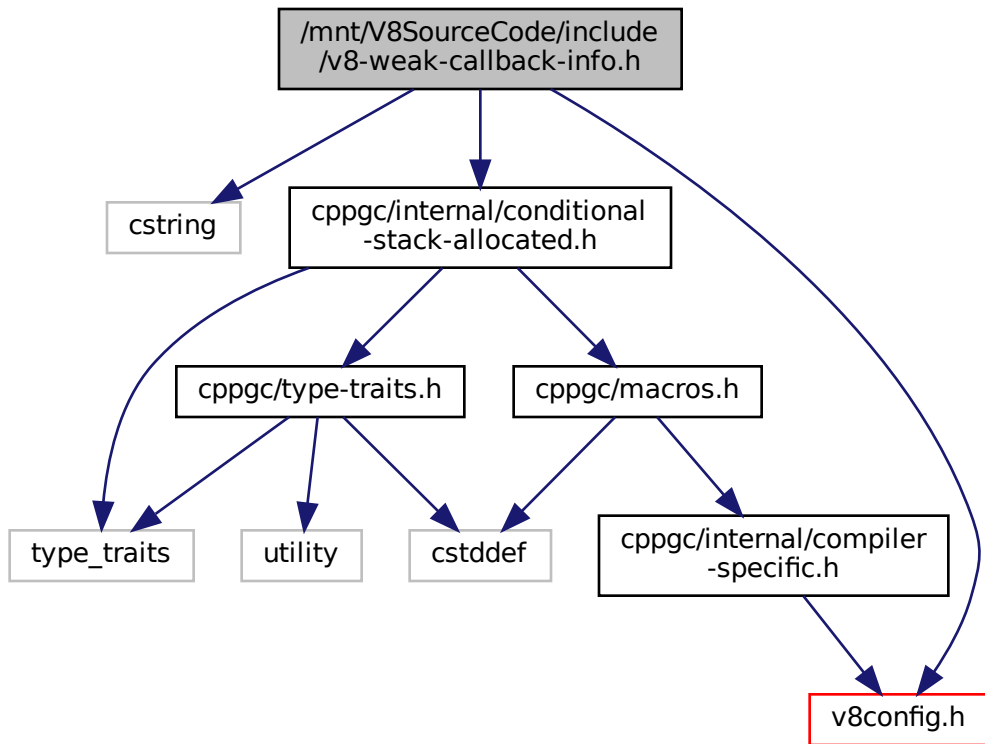 /mnt/V8SourceCode/include
/v8-weak-callback-info.h
cstring
cppgc/internal/conditional
-stack-allocated.h
cppgc/type-traits.h
cppgc/macros.h
type_traits
utility
cstddef
cppgc/internal/compiler
-specific.h
v8config.h